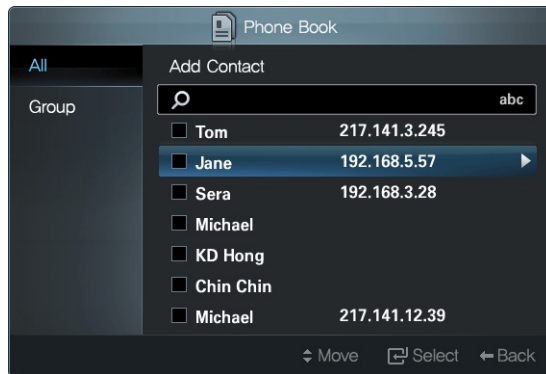 Phone Book
All
Group
Add Contact
abc
Tom 217.141.3.245
Jane 192.168.5.57
Sera 192.168.3.28
Michael
KD Hong
Chin Chin
Michael 217.141.12.39
Move Select Back